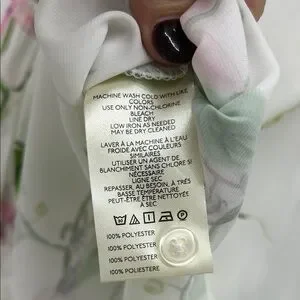 MACHINE WASH COLD WITH LIKE
COLORS
USE ONLY NON-CHLORINE
BLEACH
LINE DRY
LOW IRON AS NEEDED
MAY BE DRY CLEANED
LAVER À LA MACHINE ET À L'EAU
FROIDE AVEC COULEURS
SIMILAIRES
UTILISER UN AGENT DE
BLANCHIMENT SANS CHLORE SI
NÉCESSAIRE
LIGNE SEC
REPASSER, AU BESOIN, À TRÉS
BASSE TEMPÉRATURE
PEUT-ÊTRE ÊTRE NETTOYÉS
À SEC
100% POLYESTER
100% POLYESTER
100% POLYESTER
100% POLIESTERE